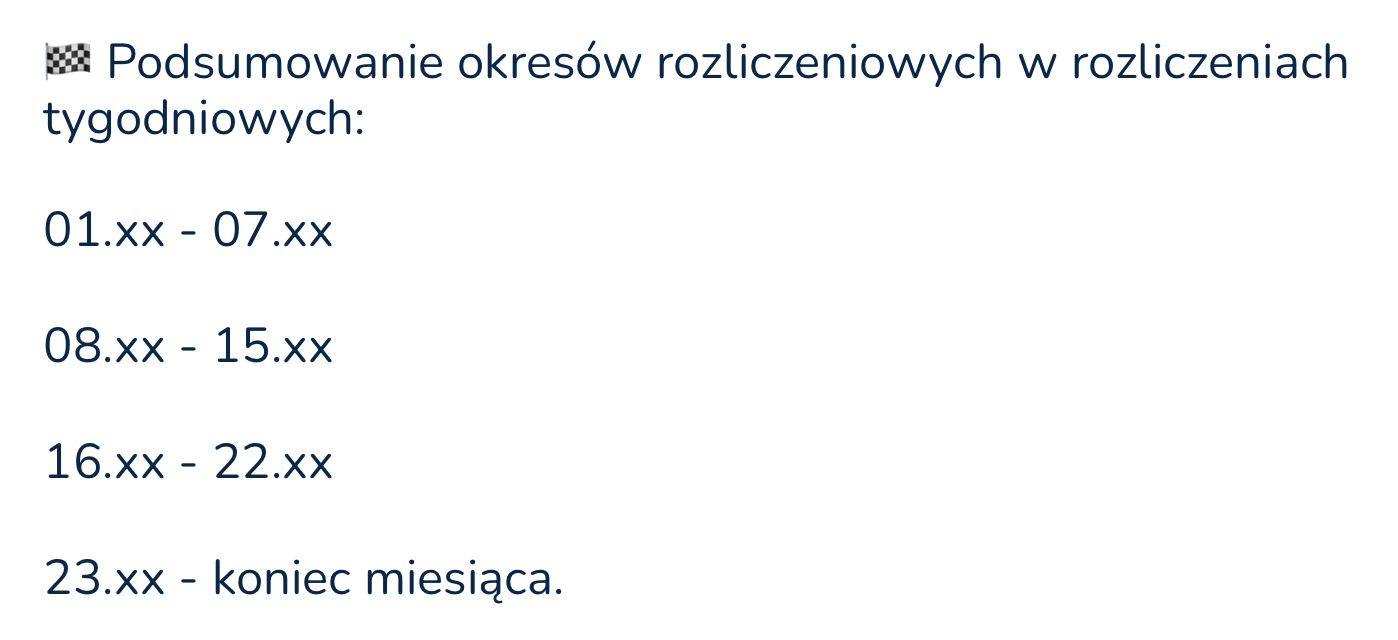 🏁 Podsumowanie okresów rozliczeniowych w rozliczeniach
tygodniowych:
01.xx - 07.xx
08.xx - 15.xx
16.xx - 22.xx
23.xx - koniec miesiąca.